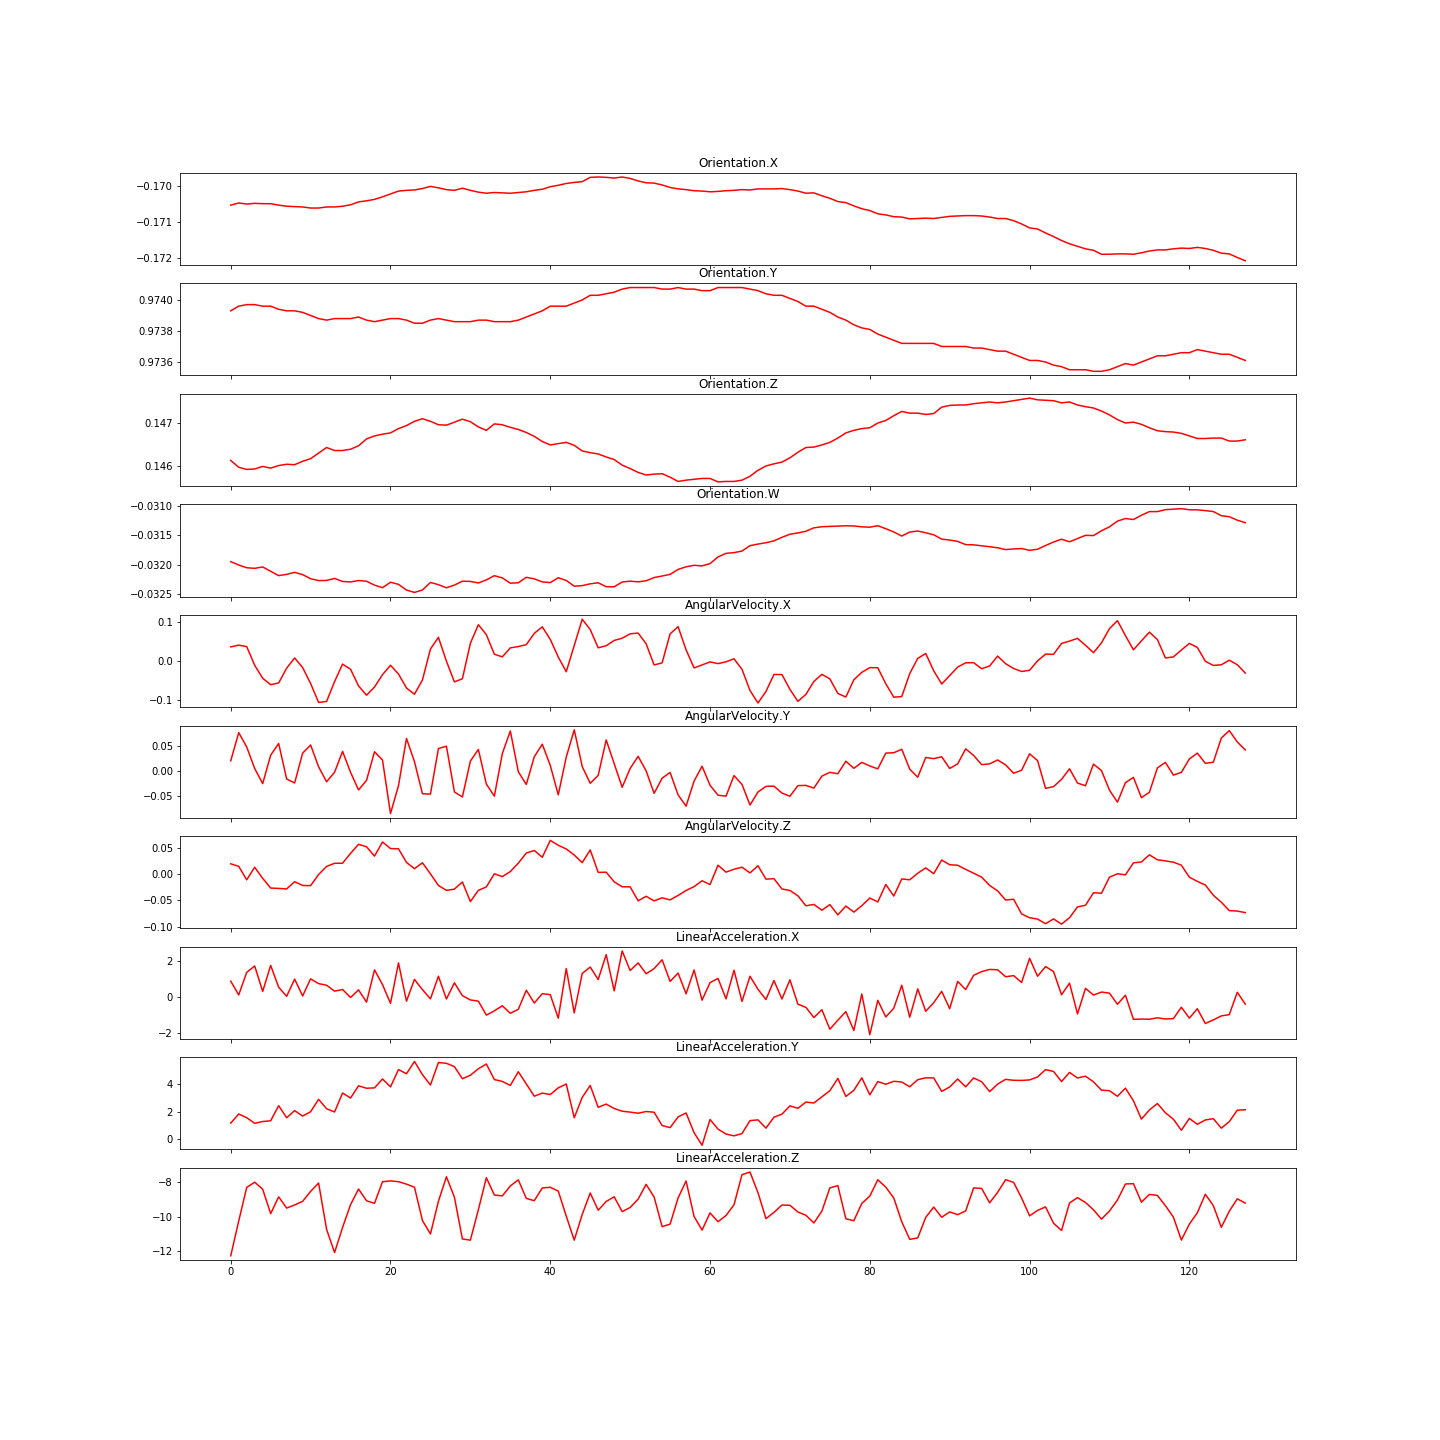 Orientation.X
−0.170
−0.171
−0.172
Orientation.Y
0.9740
0.9738
0.9736
Orientation.Z
0.147
0.146
Orientation.W
−0.0310
−0.0315
−0.0320
−0.0325
AngularVelocity.X
0.1
0.0
−0.1
AngularVelocity.Y
0.05
0.00
−0.05
AngularVelocity.Z
0.05
0.00
−0.05
−0.10
LinearAcceleration.X
2
0
−2
LinearAcceleration.Y
4
2
0
LinearAcceleration.Z
−8
−10
−12
0 20 40 60 80 100 120